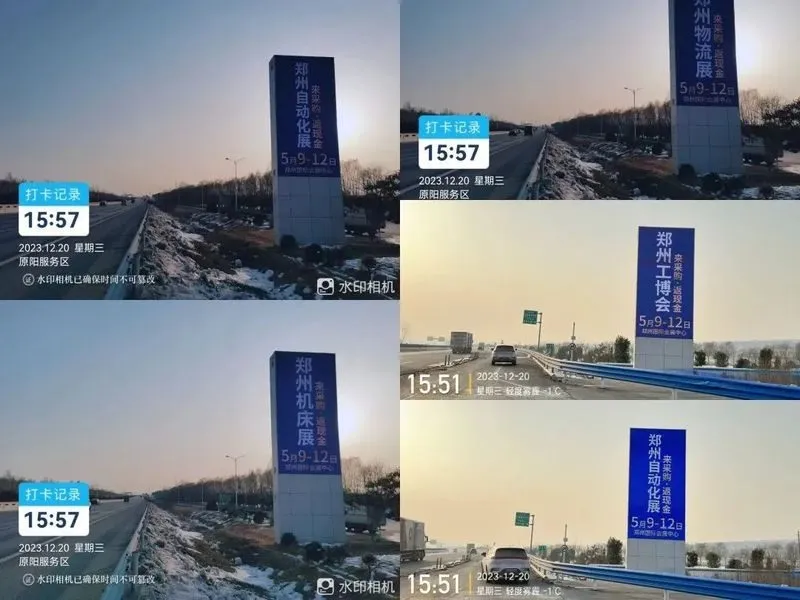 郑州自动化展
来采购·返现金
5月9-12日
郑州国际会展中心
打卡记录
15:57
2023.12.20 星期三
原阳服务区
水印相机已确保时间不可篡改
水印相机
郑州物流展
来采购·返现金
5月9-12日
郑州国际会展中心
打卡记录
15:57
2023.12.20 星期三
原阳服务区
郑州工博会
来采购·返现金
5月9-12日
郑州国际会展中心
15:51
2023-12-20
星期三 轻度雾霾 -1℃
郑州机床展
来采购·返现金
5月9-12日
郑州国际会展中心
打卡记录
15:57
2023.12.20 星期三
原阳服务区
水印相机已确保时间不可篡改
水印相机
郑州自动化展
来采购·返现金
5月9-12日
郑州国际会展中心
15:51
2023-12-20
星期三 轻度雾霾 -1℃